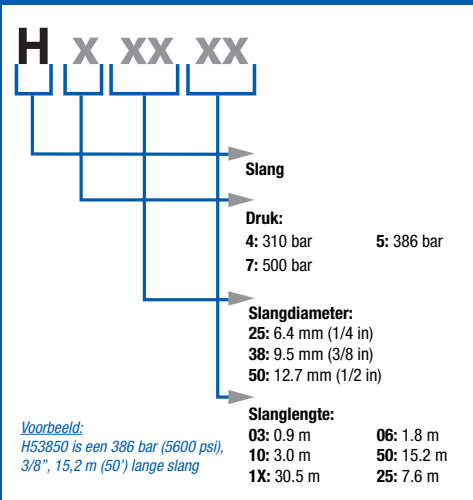 H x xx xx
Slang
Druk:
4: 310 bar 5: 386 bar
7: 500 bar
Slangdiameter:
25: 6.4 mm (1/4 in)
38: 9.5 mm (3/8 in)
50: 12.7 mm (1/2 in)
Slanglengte:
03: 0.9 m 06: 1.8 m
10: 3.0 m 50: 15.2 m
1X: 30.5 m 25: 7.6 m
Voorbeeld:
H53850 is een 386 bar (5600 psi),
3/8”, 15,2 m (50’) lange slang